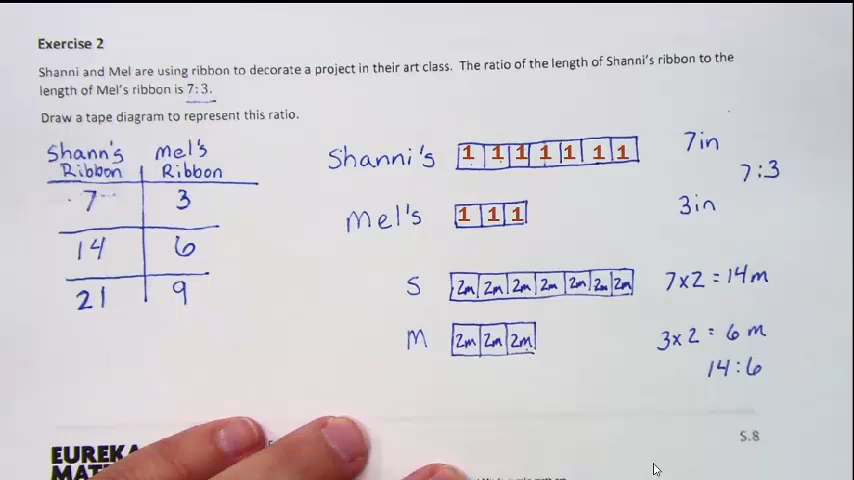 Exercise 2
Shanni and Mel are using ribbon to decorate a project in their art class. The ratio of the length of Shanni's ribbon to the
length of Mel's ribbon is 7:3.
Draw a tape diagram to represent this ratio.
Shann's Mel's
Ribbon Ribbon
7 3
14 6
21 9
Shanni's 1 1 1 1 1 1 1 7in
7:3
Mel's 1 1 1 3in
S 2m 2m 2m 2m 2m 2m 2m 7x2 = 14m
M 2m 2m 2m 3x2 = 6 m
14:6
S.8
EUREKA
MATH